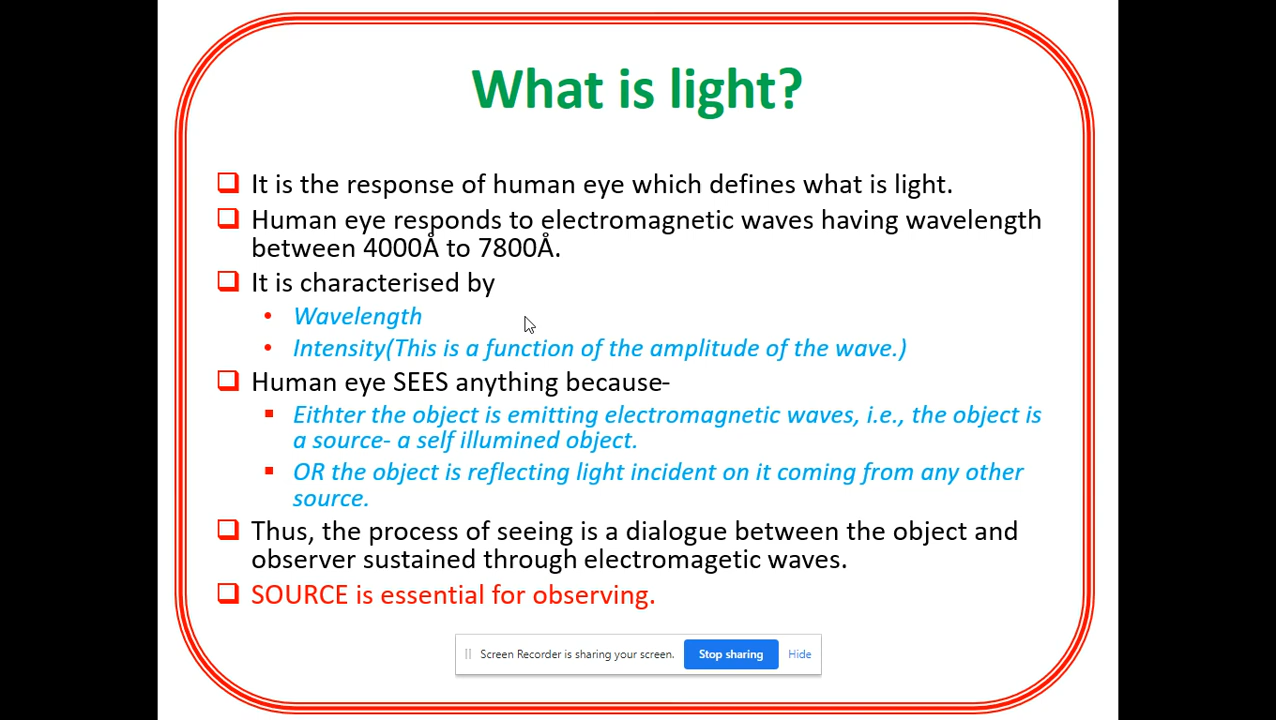 What is light?
It is the response of human eye which defines what is light.
Human eye responds to electromagnetic waves having wavelength
between 4000Å to 7800Å.
It is characterised by
Wavelength
Intensity(This is a function of the amplitude of the wave.)
Human eye SEES anything because-
Eithter the object is emitting electromagnetic waves, i.e., the object is
a source- a self illumined object.
OR the object is reflecting light incident on it coming from any other
source.
Thus, the process of seeing is a dialogue between the object and
observer sustained through electromagetic waves.
SOURCE is essential for observing.
Screen Recorder is sharing your screen. Stop sharing Hide